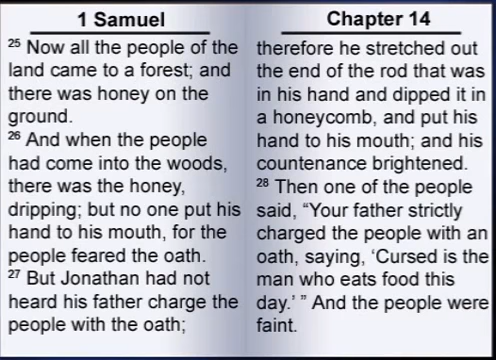 1 Samuel
25 Now all the people of the
land came to a forest; and
there was honey on the
ground.
26 And when the people
had come into the woods,
there was the honey,
dripping; but no one put his
hand to his mouth, for the
people feared the oath.
27 But Jonathan had not
heard his father charge the
people with the oath;
Chapter 14
therefore he stretched out
the end of the rod that was
in his hand and dipped it in
a honeycomb, and put his
hand to his mouth; and his
countenance brightened.
28 Then one of the people
said, “Your father strictly
charged the people with an
oath, saying, ‘Cursed is the
man who eats food this
day.’ ” And the people were
faint.